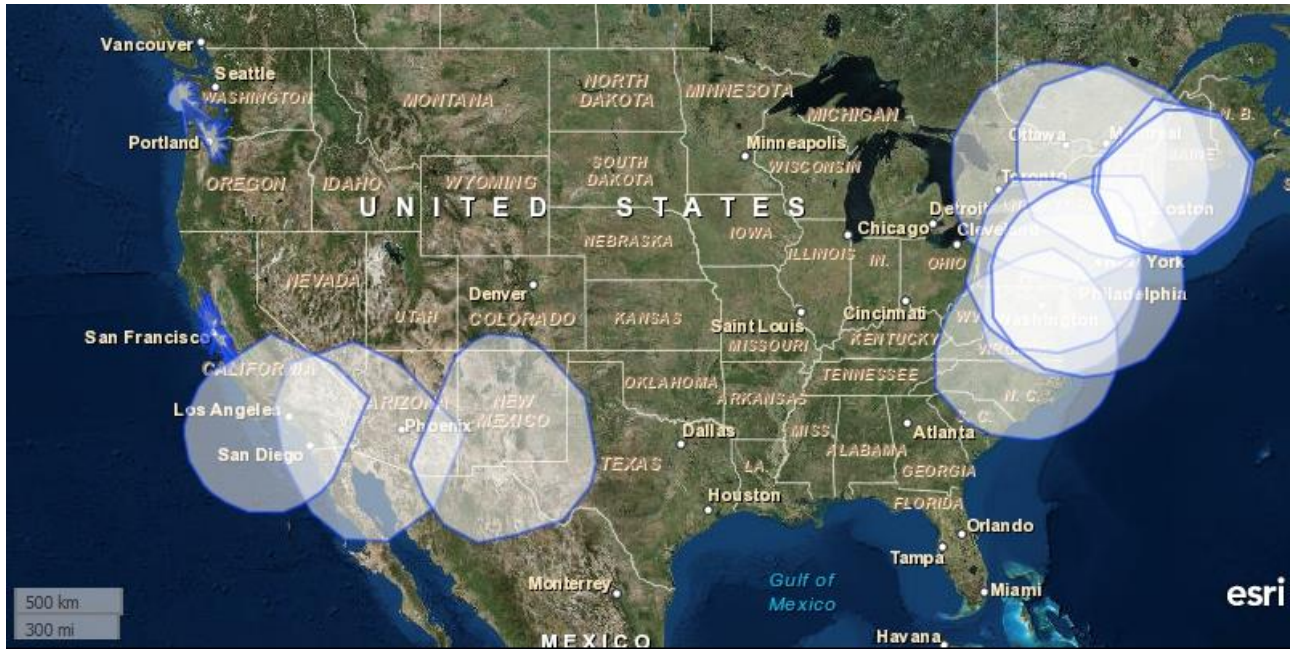 Vancouver
Seattle
WASHINGTON
Portland
OREGON
IDAHO
MONTANA
NORTH
DAKOTA
MINNESOTA
Minneapolis
WISCONSIN
MICHIGAN
SOUTH
DAKOTA
WYOMING
UNITED STATES
NEBRASKA
IOWA
Chicago
Detroit
Cleveland
ILLINOIS
IN.
OHIO
Ottawa
Montreal
Toronto
MAINE
N. B.
Boston
New York
Philadelphia
Washington
NEVADA
UTAH
Denver
COLORADO
KANSAS
Saint Louis
MISSOURI
Cincinnati
KENTUCKY
San Francisco
CALIFORNIA
Los Angeles
San Diego
ARIZONA
Phoenix
NEW
MEXICO
OKLAHOMA
ARKANSAS
TENNESSEE
N. C.
S. C.
Atlanta
Dallas
TEXAS
LA.
MISS.
ALABAMA
GEORGIA
Houston
FLORIDA
Orlando
Tampa
Miami
Monterrey
Gulf of
Mexico
Havana
MEXICO
500 km
300 mi
esri